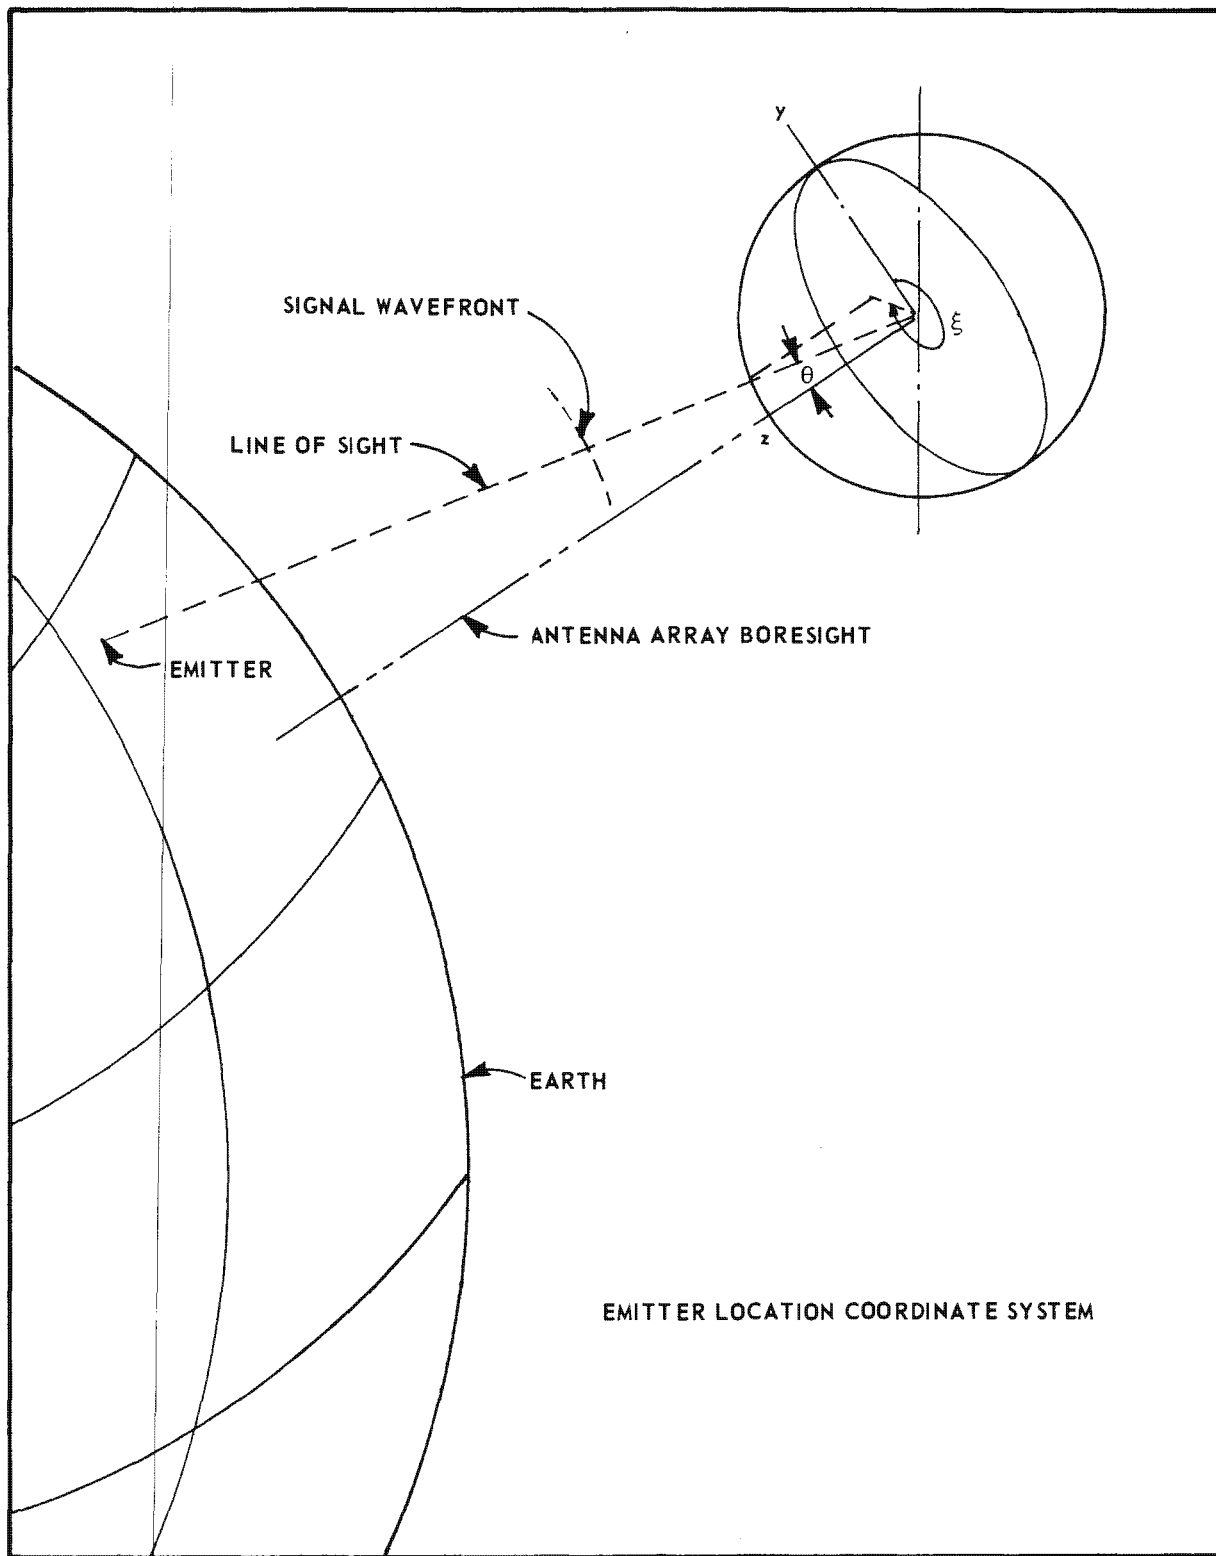 y
SIGNAL WAVEFRONT
ξ
θ
LINE OF SIGHT
z
ANTENNA ARRAY BORESIGHT
EMITTER
EARTH
EMITTER LOCATION COORDINATE SYSTEM